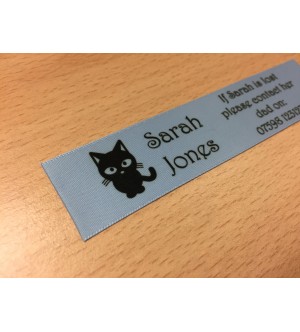 Sarah
Jones
If Sarah is lost
please contact her
dad on:
07598